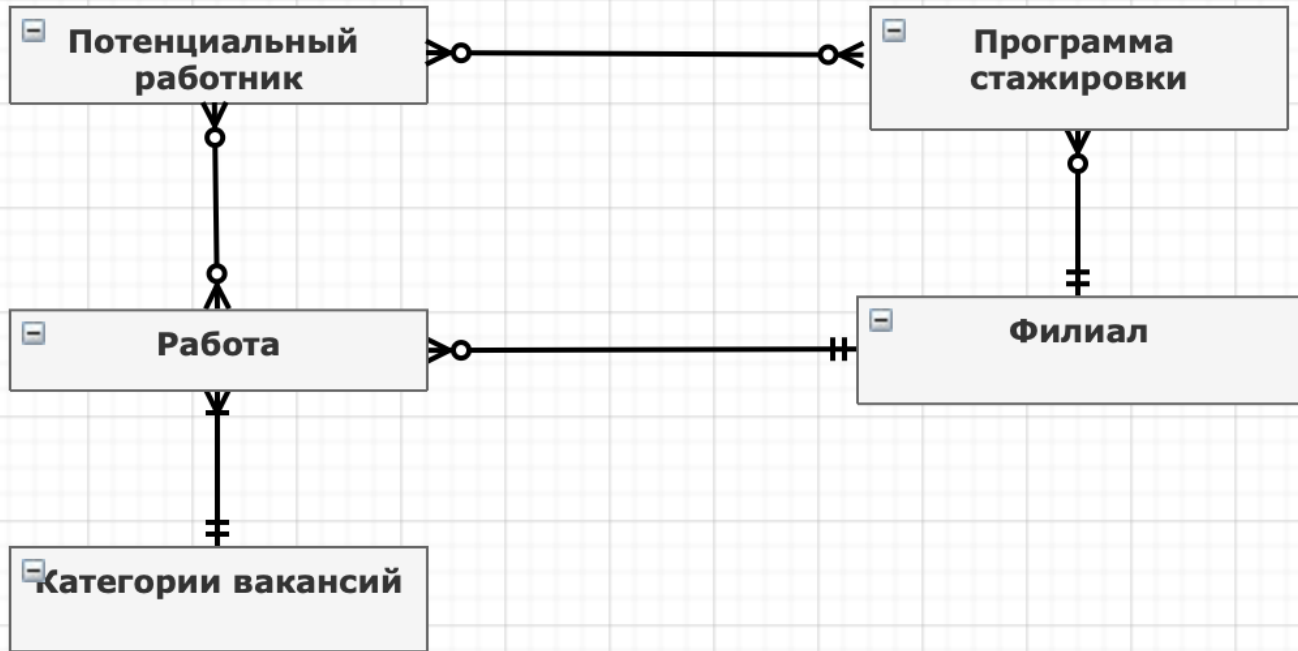 Потенциальный
работник
Программа
стажировки
Работа
Филиал
Категории вакансий